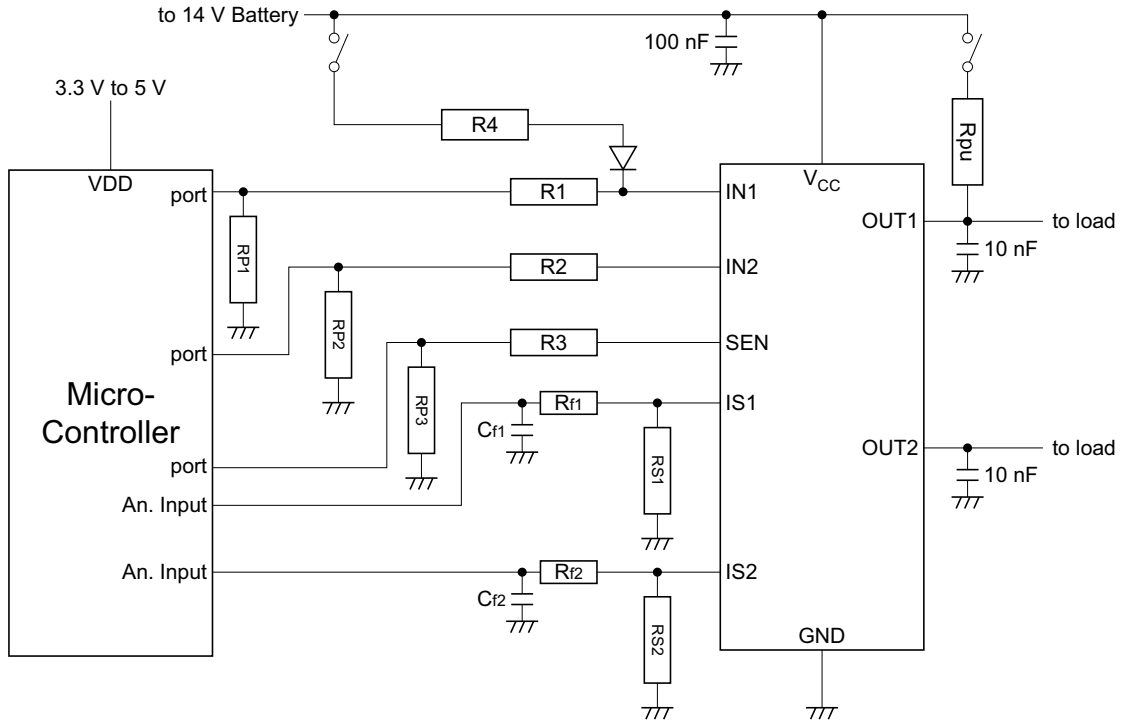 to 14 V Battery
100 nF
3.3 V to 5 V
R4
Rpu
VDD
VCC
port
R1
IN1
OUT1
to load
RP1
10 nF
R2
IN2
RP2
port
R3
SEN
Micro-
Controller
RP3
Rf1
IS1
Cf1
OUT2
to load
port
RS1
10 nF
An. Input
An. Input
Rf2
IS2
Cf2
RS2
GND